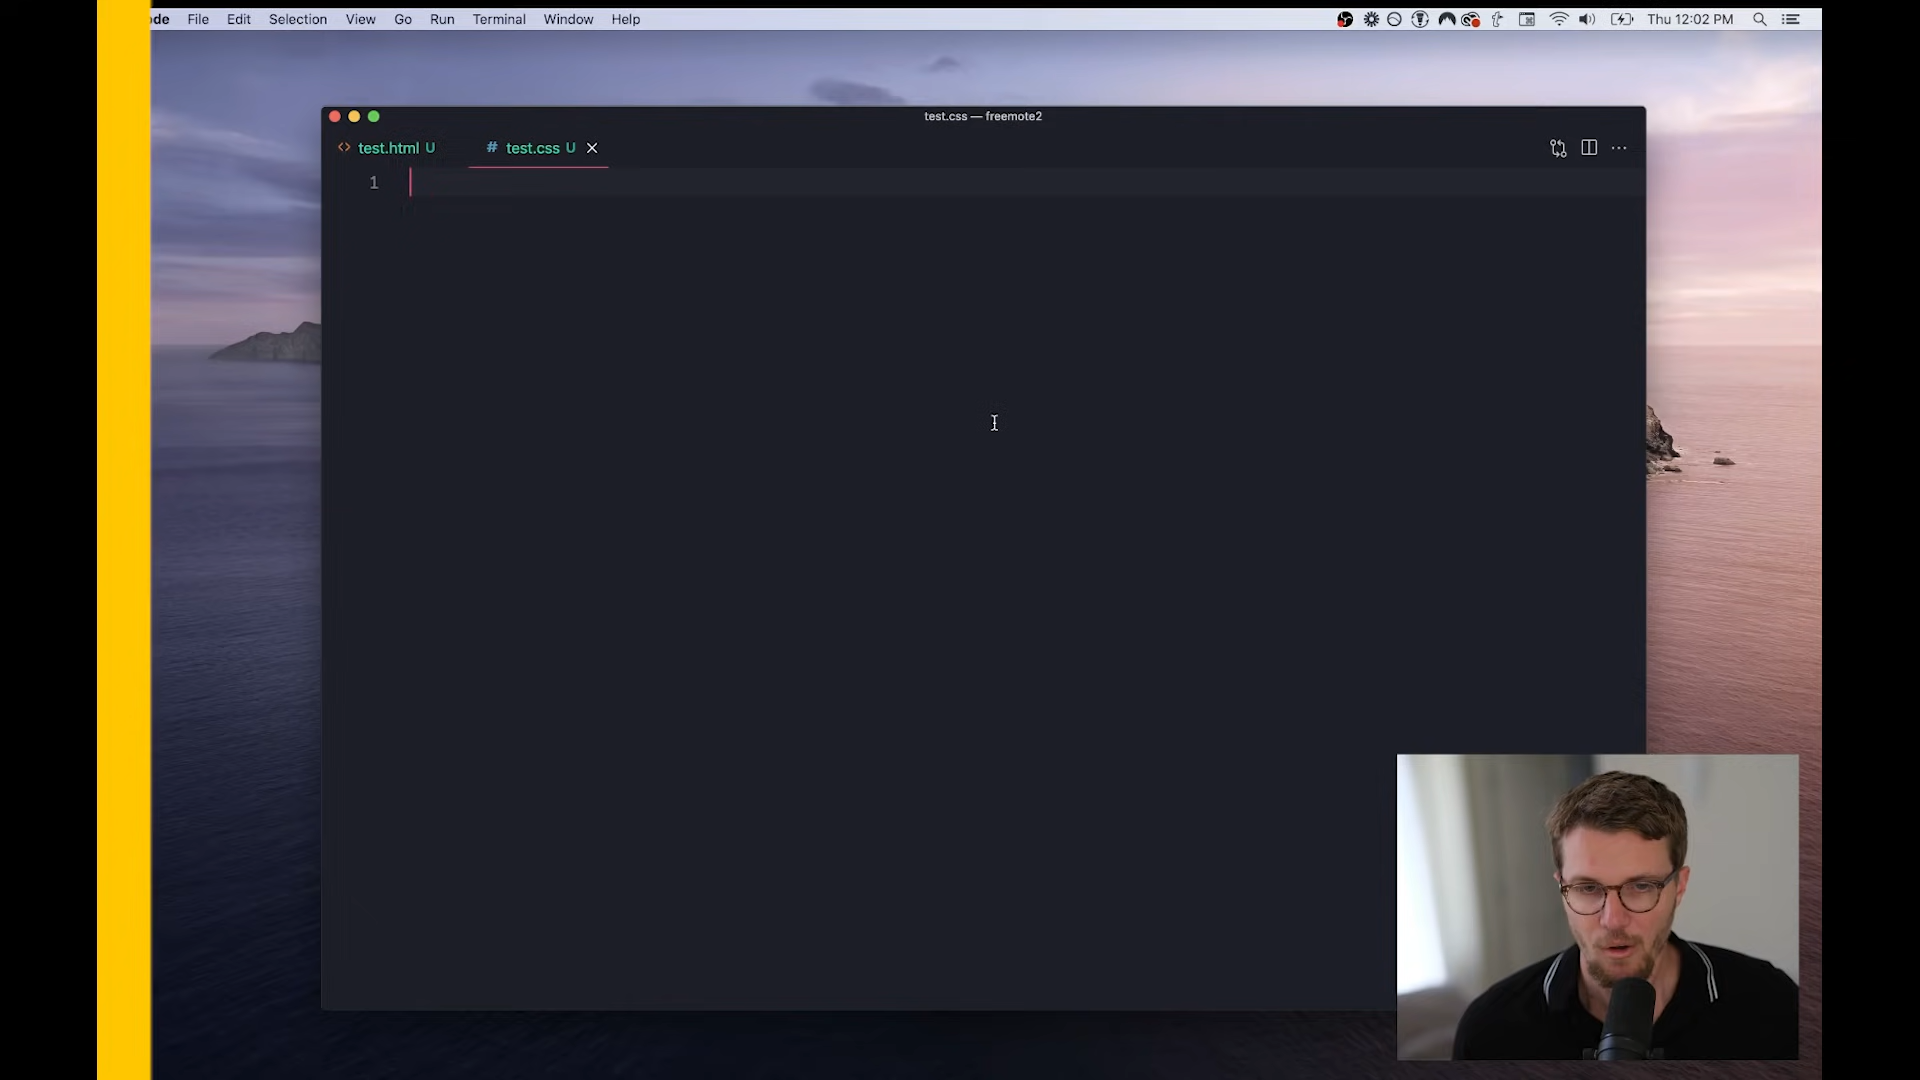 ode File Edit Selection View Go Run Terminal Window Help Thu 12:02 PM
test.css — freemote2
<> test.html U # test.css U
1